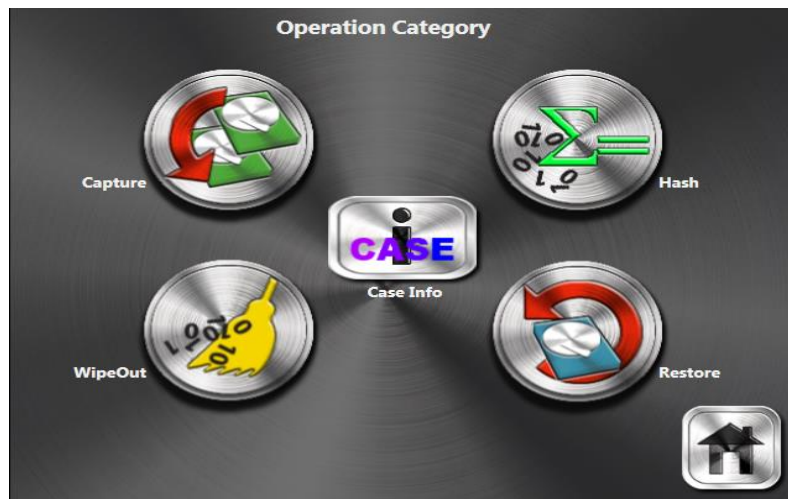 Operation Category
Capture
Hash
CASE
Case Info
WipeOut
Restore